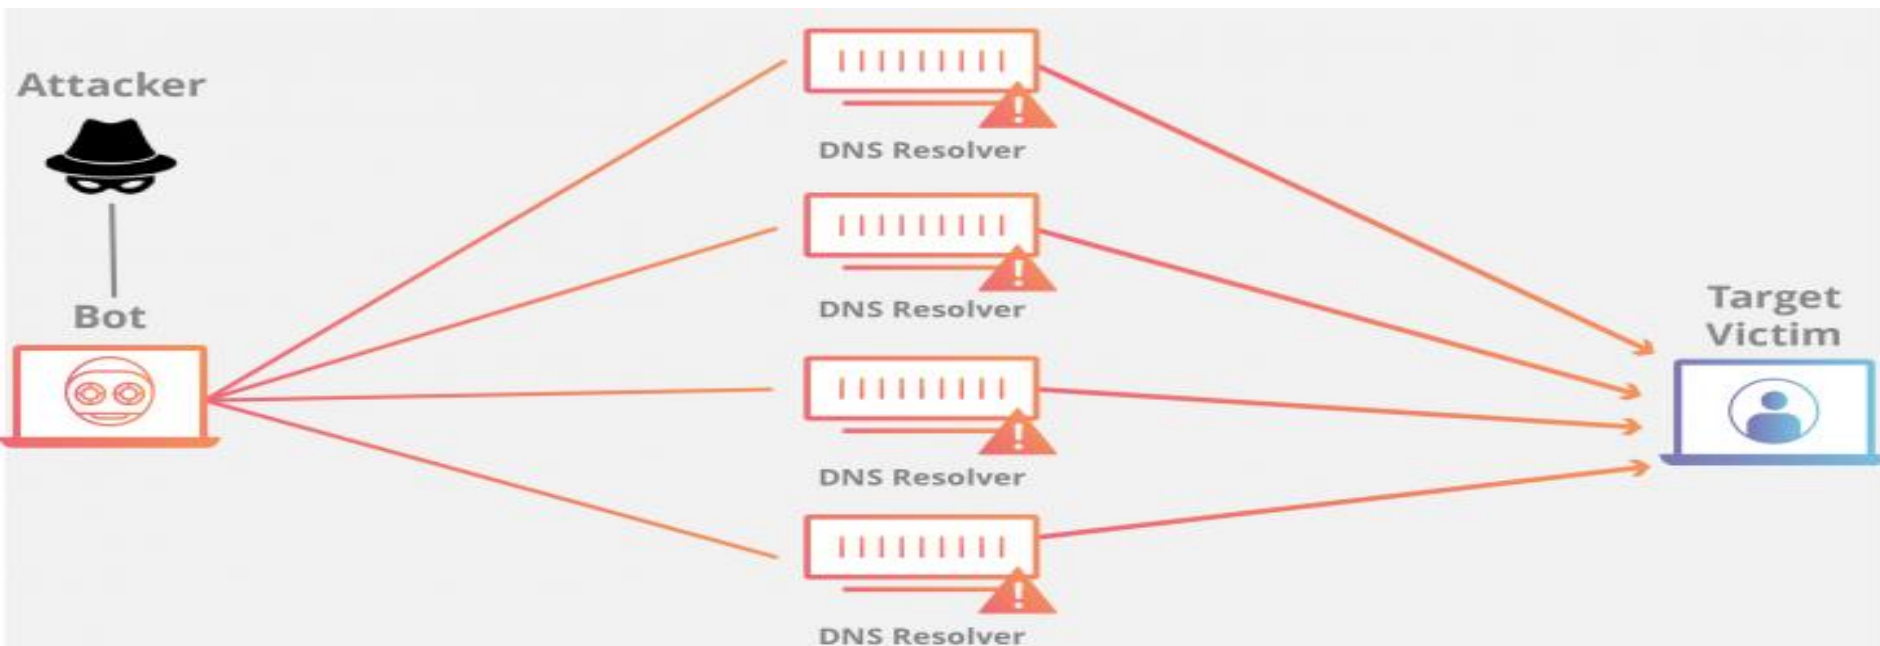 Attacker
Bot
DNS Resolver
DNS Resolver
DNS Resolver
DNS Resolver
Target
Victim